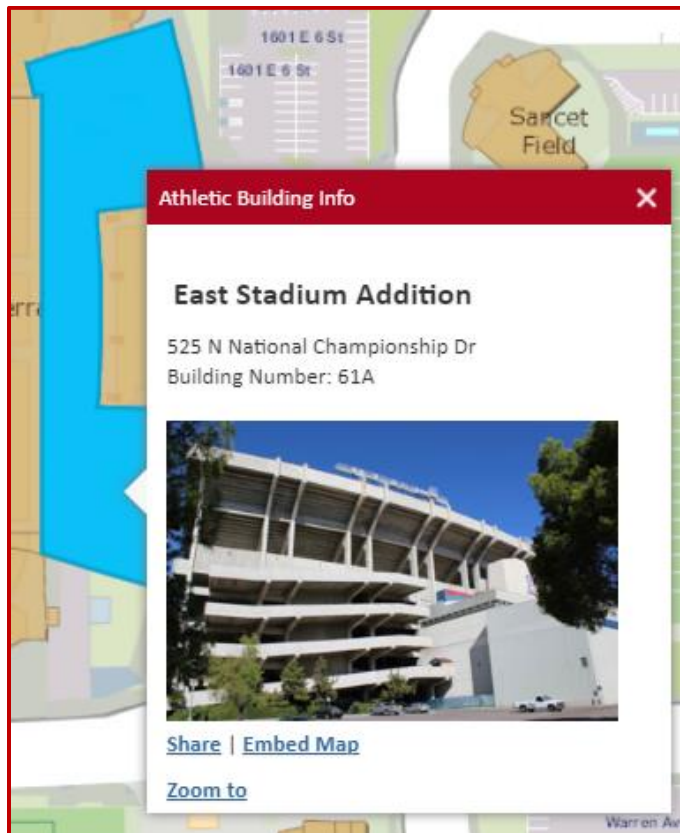 1601 E 6 St
1601 E 6 St
Sancet
Field
Athletic Building Info
East Stadium Addition
525 N National Championship Dr
Building Number: 61A
Share | Embed Map
Zoom to
Warren Av